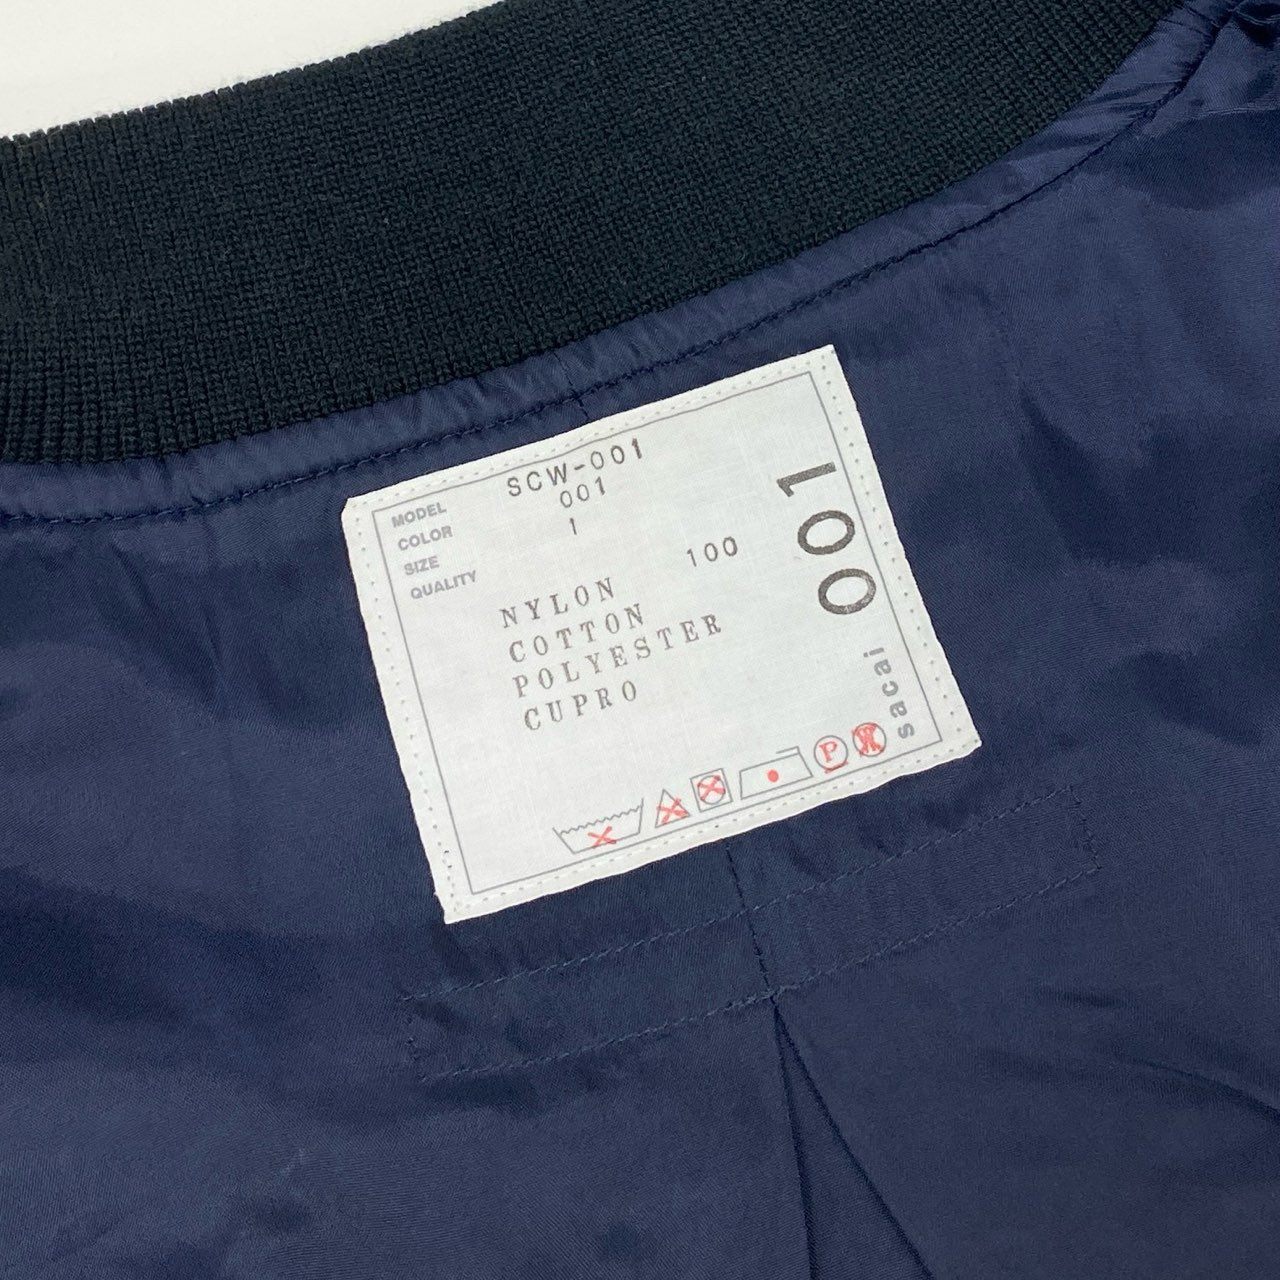 MODEL SCW-001
COLOR 001
SIZE 1
QUALITY
NYLON 100
COTTON
POLYESTER
CUPRO
001
sacai
P
W